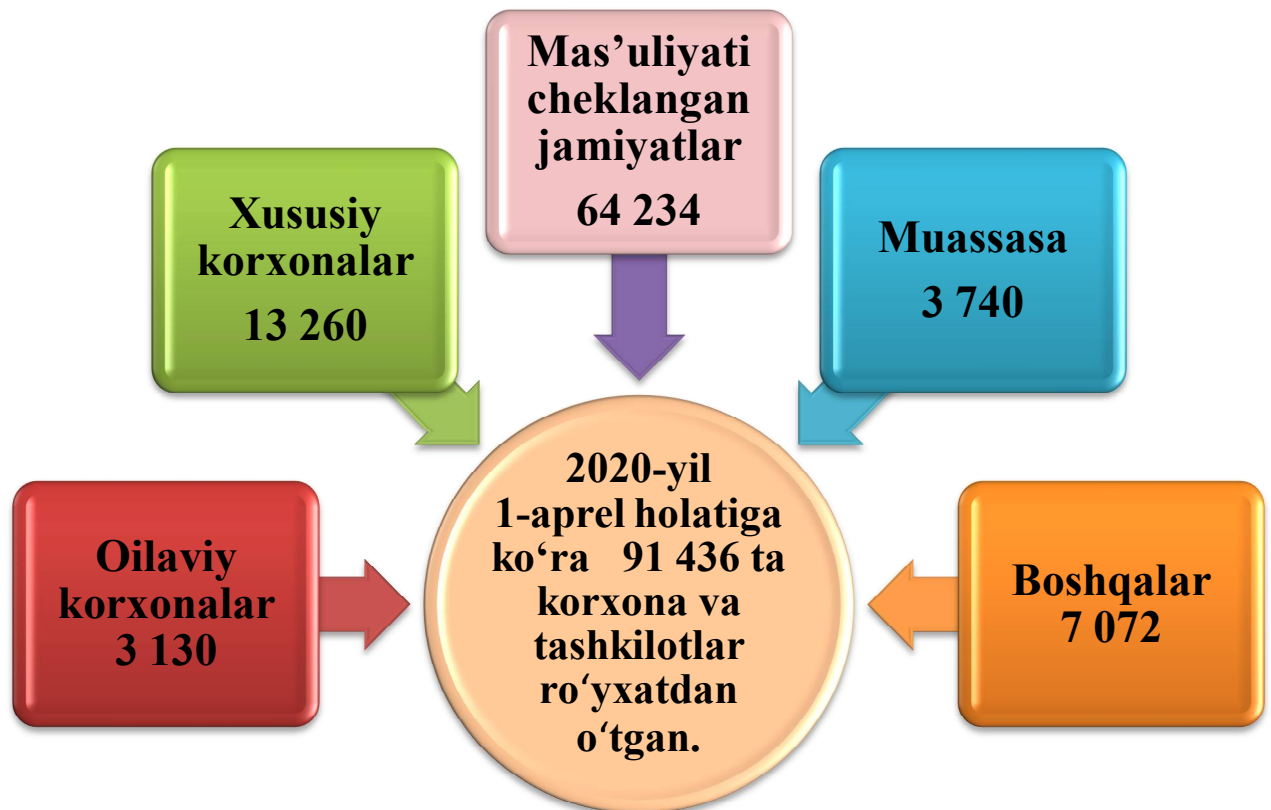 Mas’uliyati
cheklangan
jamiyatlar
64 234
Xususiy
korxonalar
13 260
Muassasa
3 740
Oilaviy
korxonalar
3 130
2020-yil
1-aprel holatiga
ko‘ra 91 436 ta
korxona va
tashkilotlar
ro‘yxatdan
o‘tgan.
Boshqalar
7 072